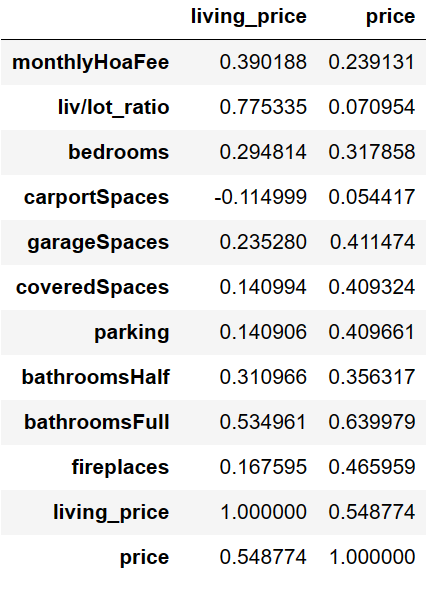 living_price price
monthlyHoaFee 0.390188 0.239131
liv/lot_ratio 0.775335 0.070954
bedrooms 0.294814 0.317858
carportSpaces -0.114999 0.054417
garageSpaces 0.235280 0.411474
coveredSpaces 0.140994 0.409324
parking 0.140906 0.409661
bathroomsHalf 0.310966 0.356317
bathroomsFull 0.534961 0.639979
fireplaces 0.167595 0.465959
living_price 1.000000 0.548774
price 0.548774 1.000000